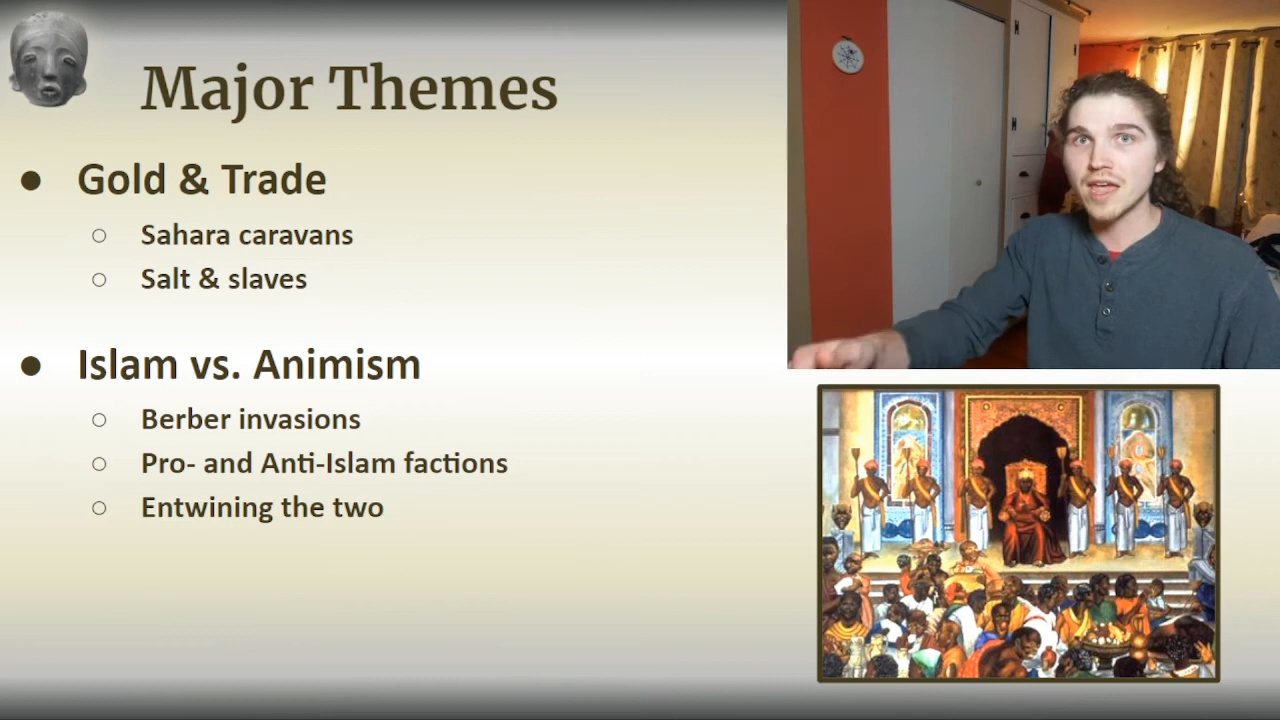 Major Themes
● Gold & Trade
○ Sahara caravans
○ Salt & slaves
● Islam vs. Animism
○ Berber invasions
○ Pro- and Anti-Islam factions
○ Entwining the two